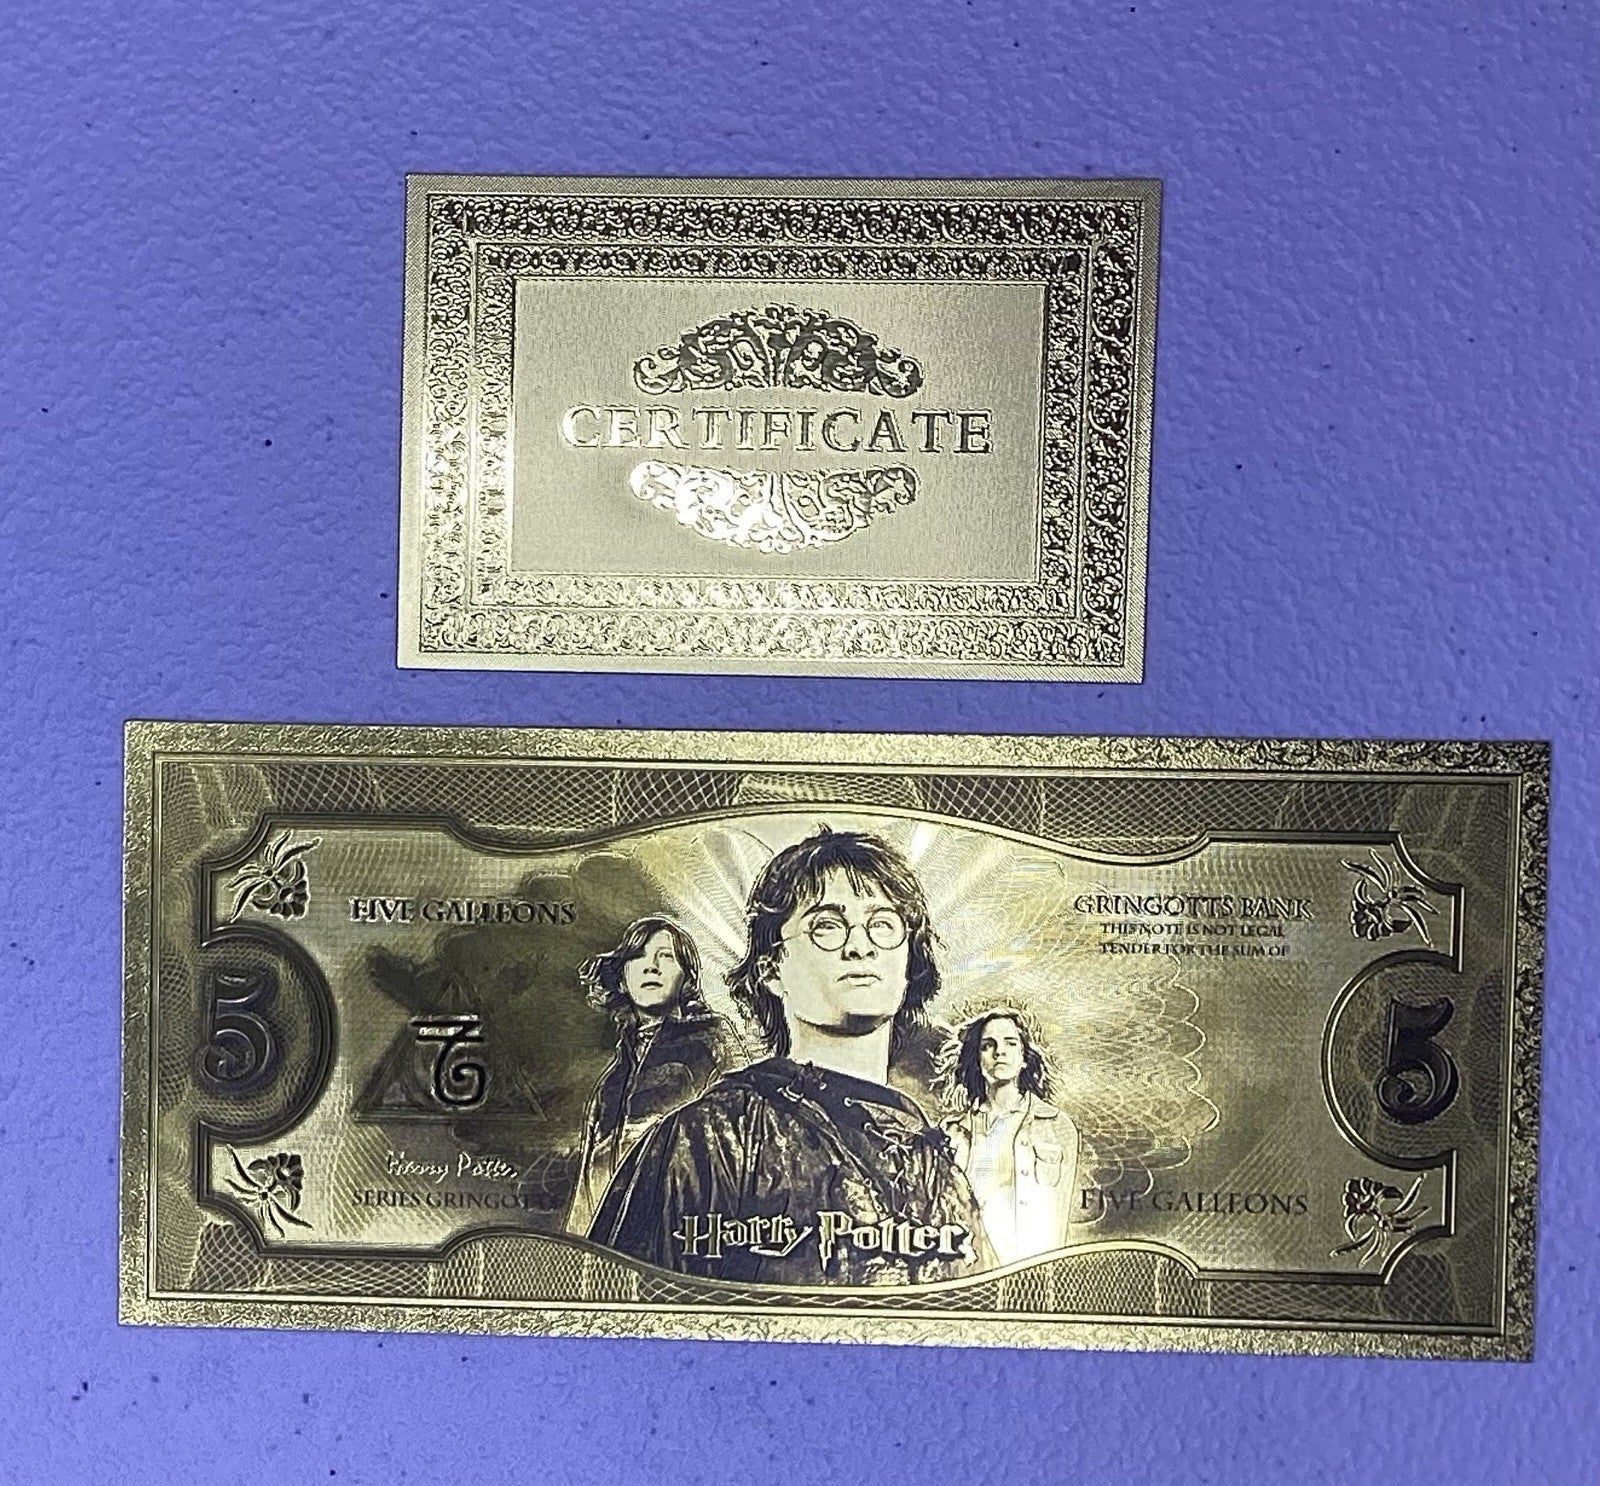 CERTIFICATE
FIVE GALLEONS
GRINGOTTS BANK
THIS NOTE IS NOT LEGAL
TENDER FOR THE SUM OF
5
5
Harry Potter
SERIES
FIVE GALLEONS
Harry Potter